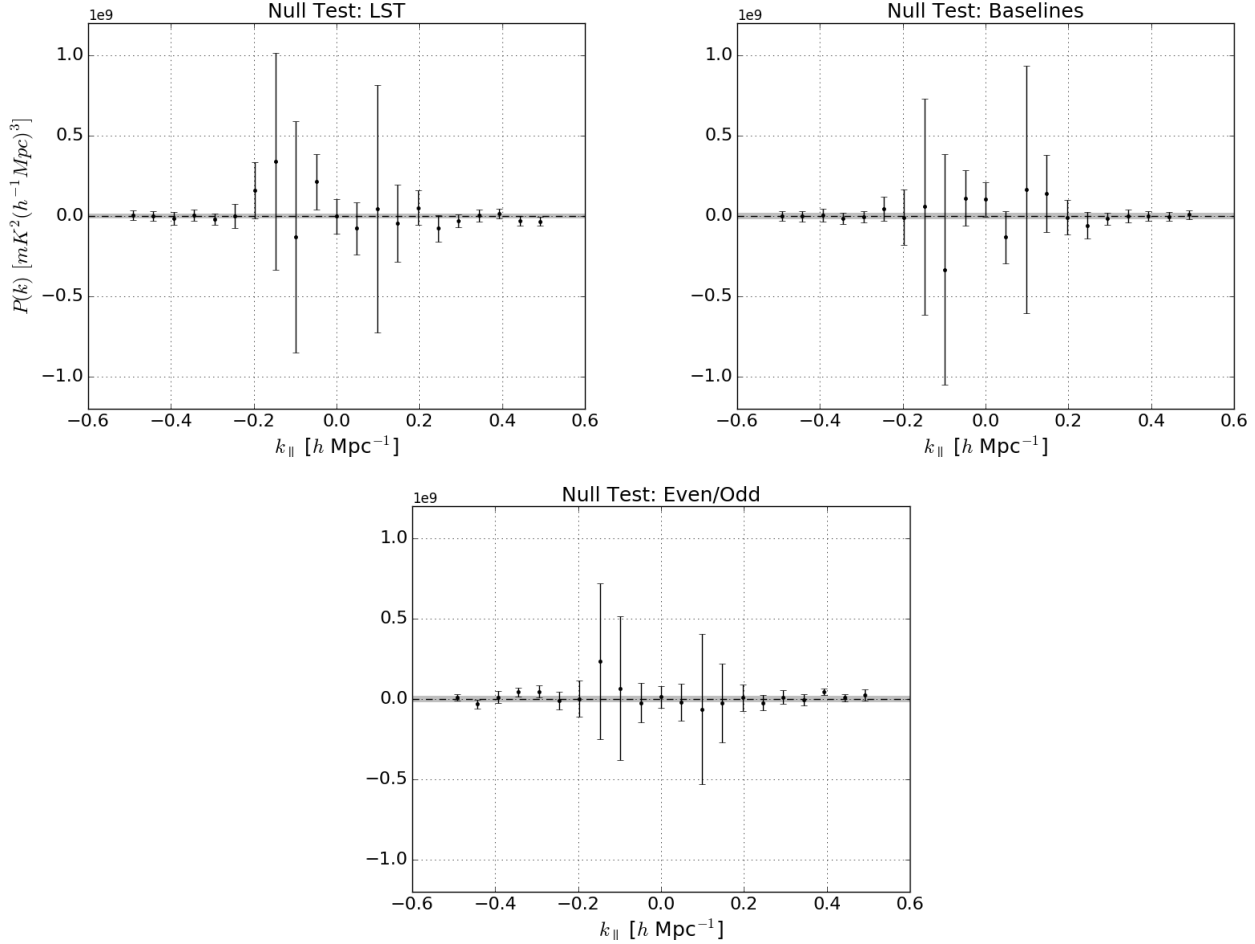 Null Test: LST
1e9
1.0
0.5
0.0
−0.5
−1.0
P(k) [mK²(h⁻¹Mpc)³]
−0.6 −0.4 −0.2 0.0 0.2 0.4 0.6
k∥ [h Mpc⁻¹]
Null Test: Baselines
1e9
1.0
0.5
0.0
−0.5
−1.0
−0.6 −0.4 −0.2 0.0 0.2 0.4 0.6
k∥ [h Mpc⁻¹]
Null Test: Even/Odd
1e9
1.0
0.5
0.0
−0.5
−1.0
−0.6 −0.4 −0.2 0.0 0.2 0.4 0.6
k∥ [h Mpc⁻¹]